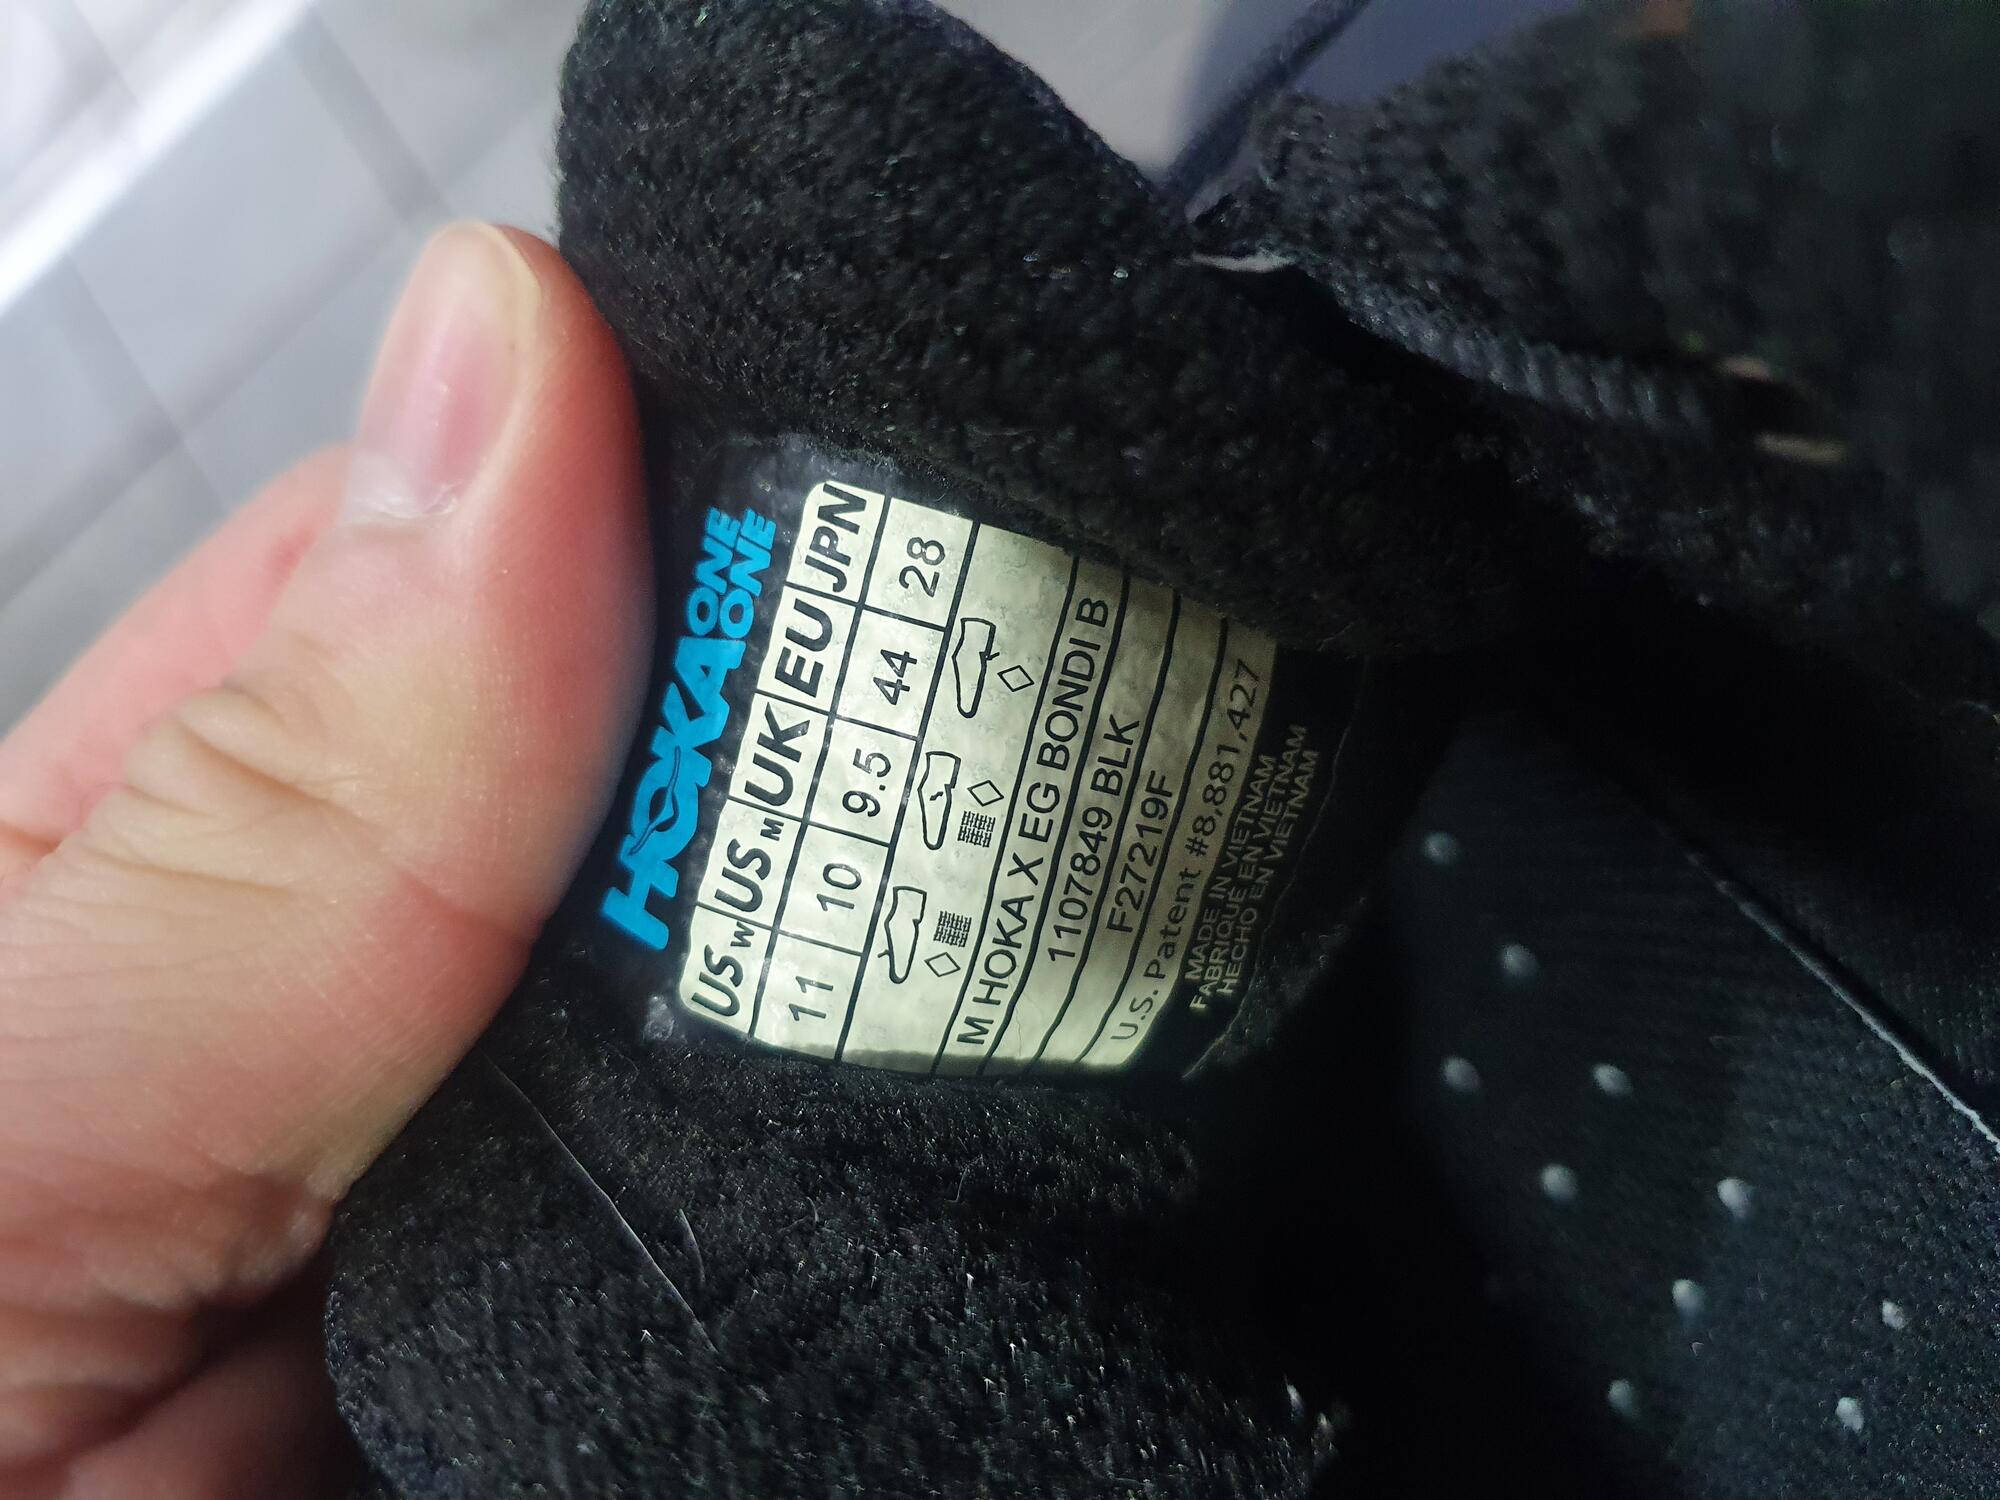 HOKA ONE ONE
US W US M UK EU JPN
11 10 9.5 44 28
M HOKA X EG BONDI B
1107849 BLK
F27219F
U.S. Patent #8,881,427
MADE IN VIETNAM
FABRIQUÉ EN VIETNAM
HECHO EN VIETNAM